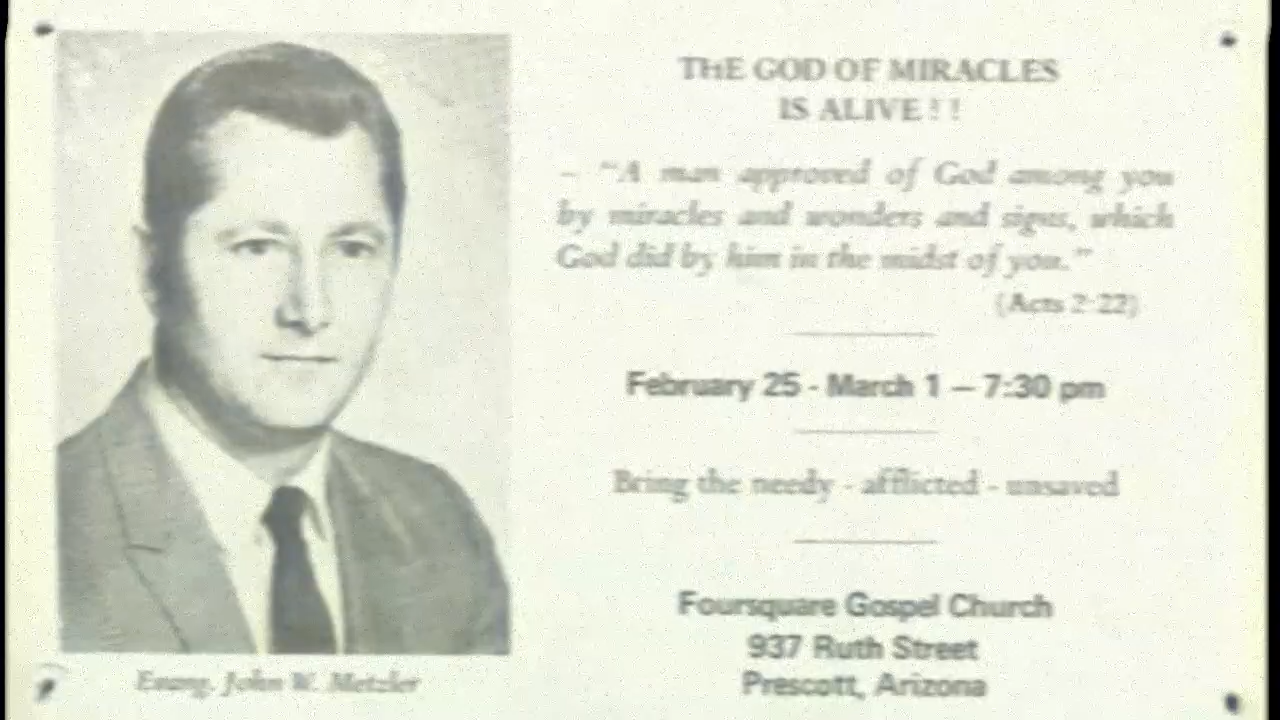 THE GOD OF MIRACLES
IS ALIVE ! !
- "A man approved of God among you
by miracles and wonders and signs, which
God did by him in the midst of you."
(Acts 2:22)
February 25 - March 1 — 7:30 pm
Bring the needy - afflicted - unsaved
Foursquare Gospel Church
937 Ruth Street
Prescott, Arizona
Evang. John W. Metzler